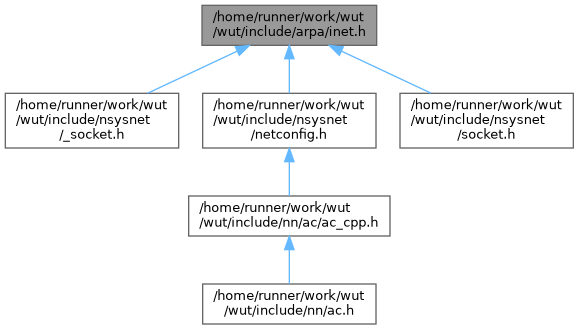 /home/runner/work/wut
/wut/include/arpa/inet.h
/home/runner/work/wut
/wut/include/nsysnet
/_socket.h
/home/runner/work/wut
/wut/include/nsysnet
/netconfig.h
/home/runner/work/wut
/wut/include/nsysnet
/socket.h
/home/runner/work/wut
/wut/include/nn/ac/ac_cpp.h
/home/runner/work/wut
/wut/include/nn/ac.h